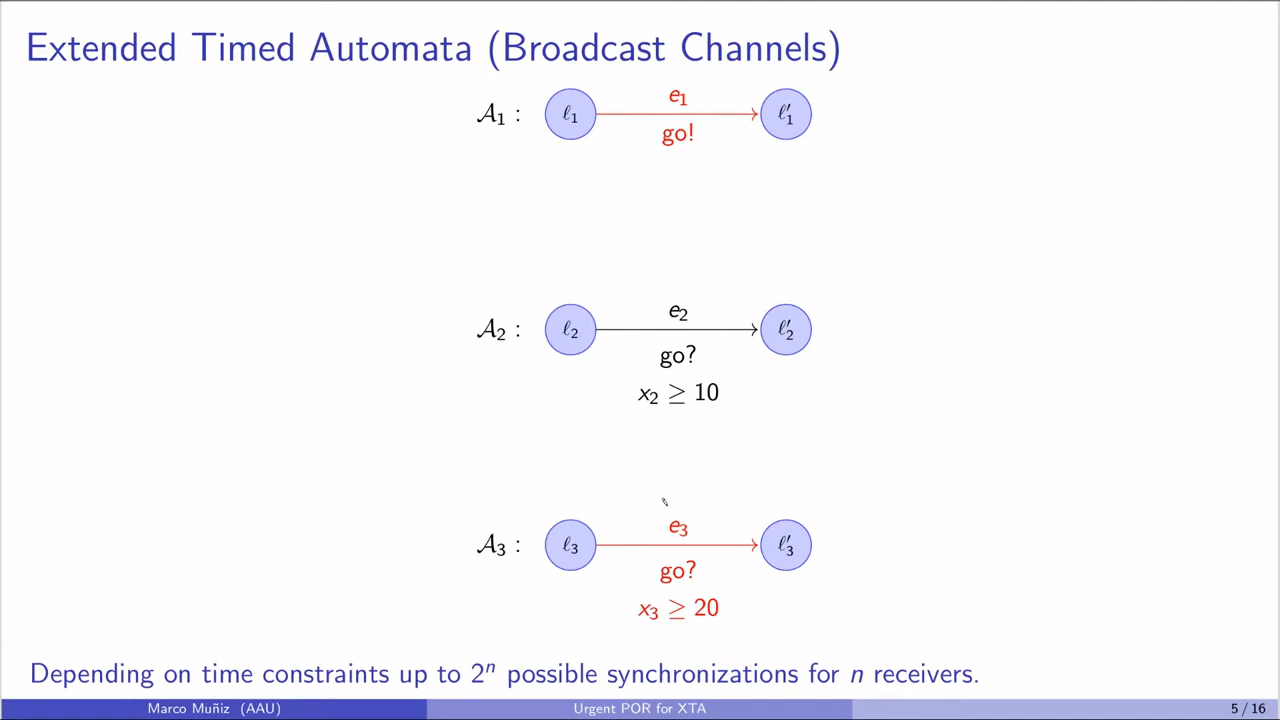 Extended Timed Automata (Broadcast Channels)
𝒜₁ : ℓ₁ e₁ ℓ′₁
go!
𝒜₂ : ℓ₂ e₂ ℓ′₂
go?
x₂ ≥ 10
𝒜₃ : ℓ₃ e₃ ℓ′₃
go?
x₃ ≥ 20
Depending on time constraints up to 2ⁿ possible synchronizations for n receivers.
Marco Muñiz (AAU) Urgent POR for XTA 5 / 16